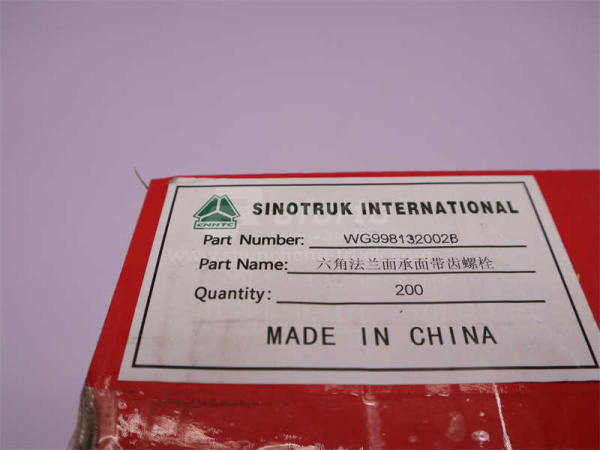 SINOTRUK INTERNATIONAL
CNHTC
Part Number: WG998132002B
Part Name: 六角法兰面承面带齿螺栓
Quantity: 200
MADE IN CHINA